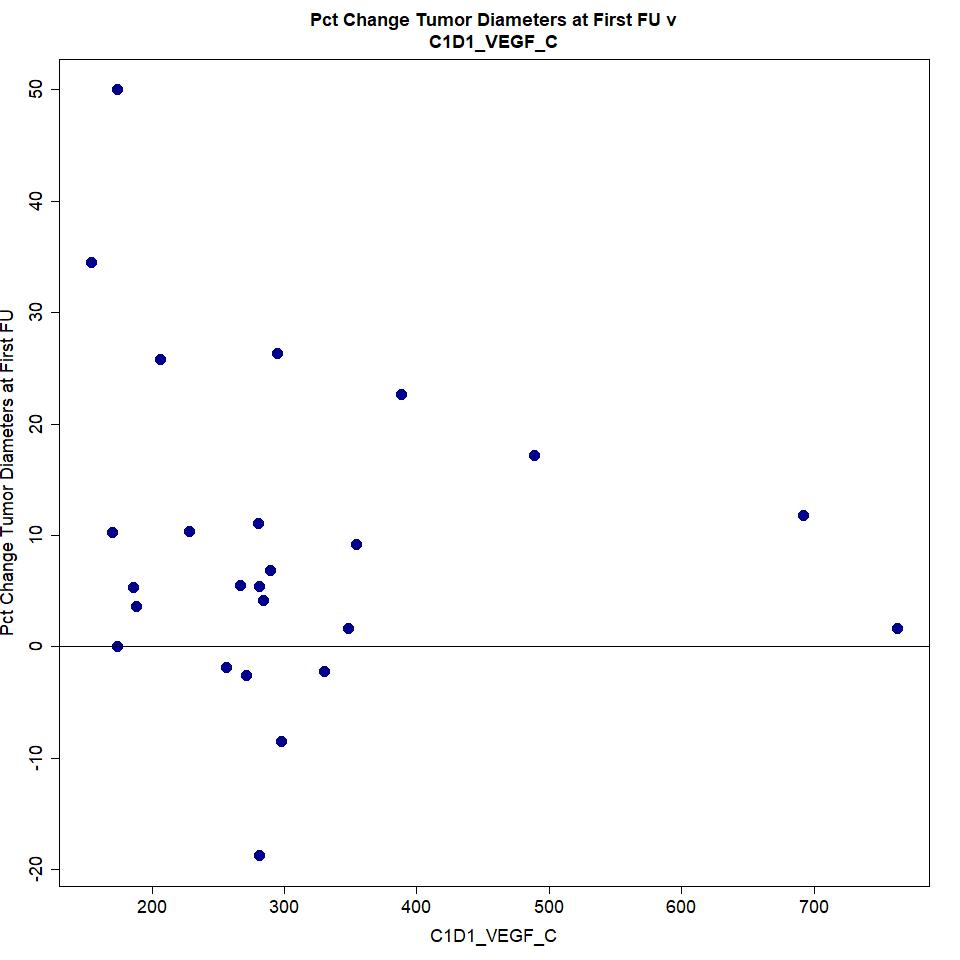 Pct Change Tumor Diameters at First FU v
C1D1_VEGF_C
Pct Change Tumor Diameters at First FU
50
40
30
20
10
0
-10
-20
200 300 400 500 600 700
C1D1_VEGF_C